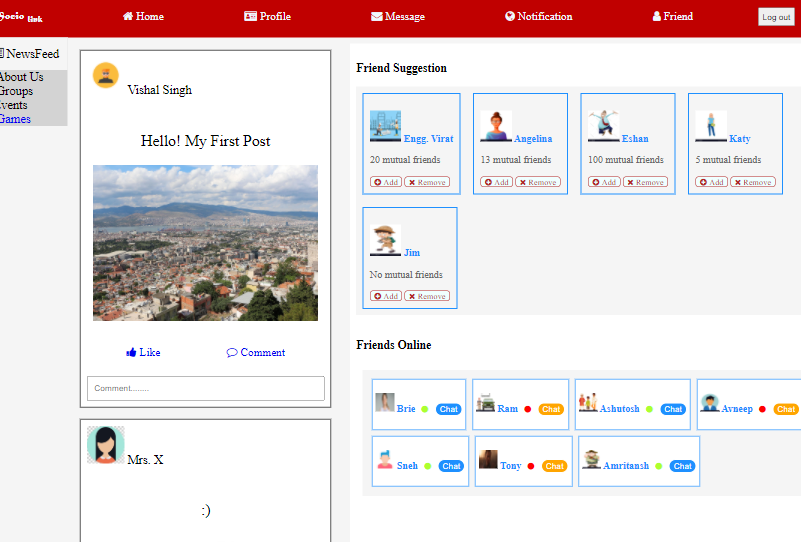 Socio link
Home
Profile
Message
Notification
Friend
Log out
NewsFeed
About Us
Groups
Events
Games
Vishal Singh
Hello! My First Post
Like
Comment
Comment........
Mrs. X
:)
Friend Suggestion
Engg. Virat
20 mutual friends
Add Remove
Angelina
13 mutual friends
Add Remove
Eshan
100 mutual friends
Add Remove
Katy
5 mutual friends
Add Remove
Jim
No mutual friends
Add Remove
Friends Online
Brie Chat
Ram Chat
Ashutosh Chat
Avneep Chat
Sneh Chat
Tony Chat
Amritansh Chat